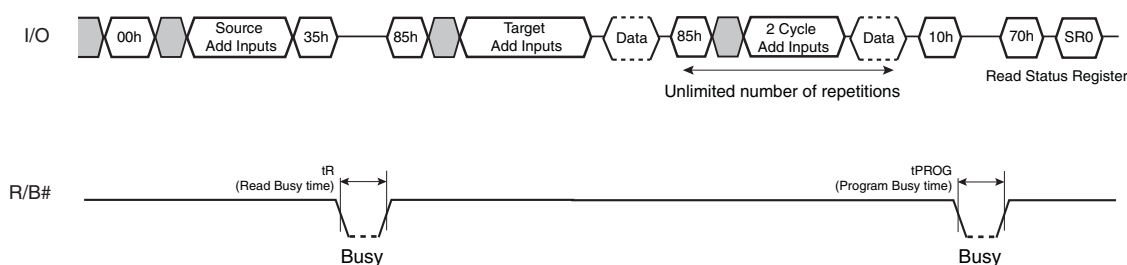 I/O
00h
Source
Add Inputs
35h
85h
Target
Add Inputs
Data
85h
2 Cycle
Add Inputs
Data
10h
70h
SR0
Read Status Register
Unlimited number of repetitions
R/B#
tR
(Read Busy time)
Busy
tPROG
(Program Busy time)
Busy